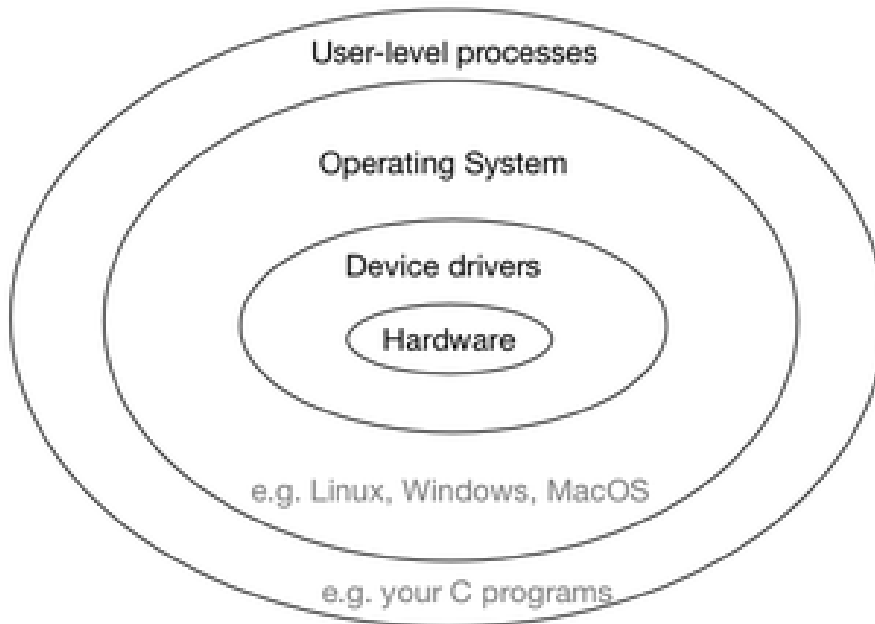 User-level processes
Operating System
Device drivers
Hardware
e.g. Linux, Windows, MacOS
e.g. your C programs